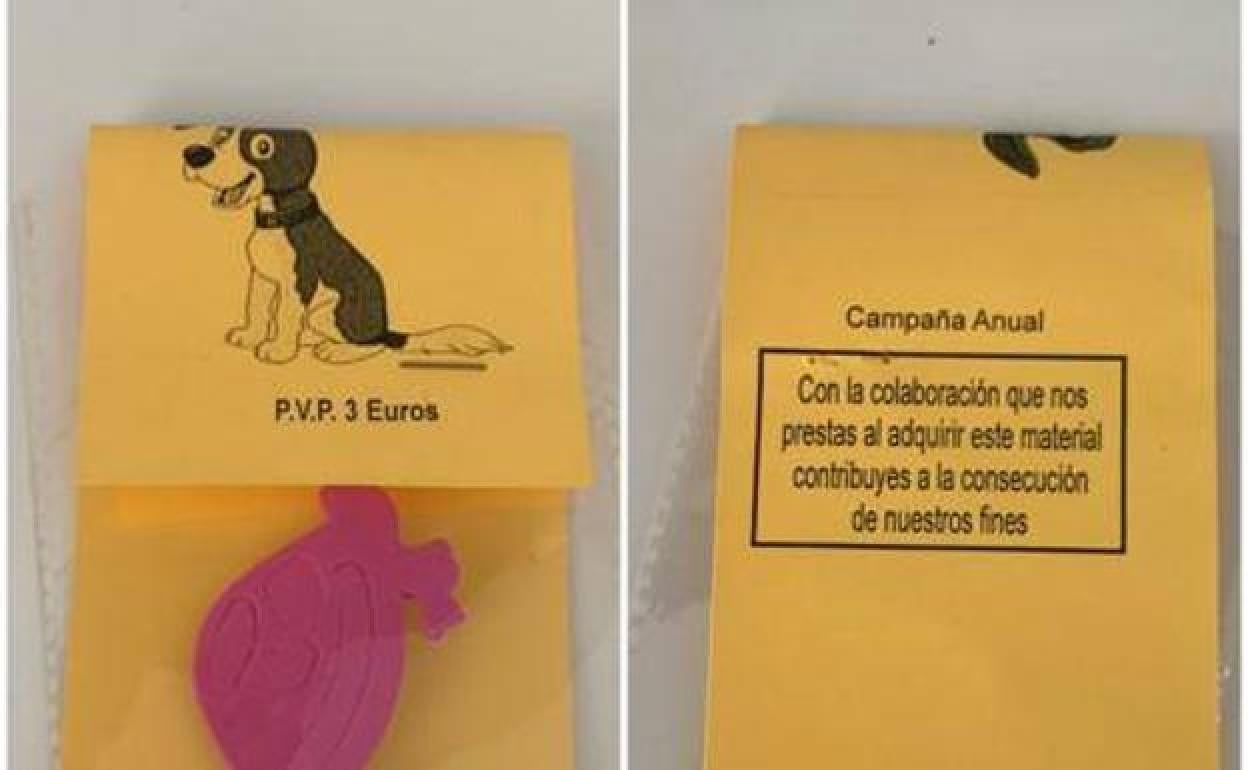 P.V.P. 3 Euros
Campaña Anual
Con la colaboración que nos
prestas al adquirir este material
contribuyes a la consecución
de nuestros fines